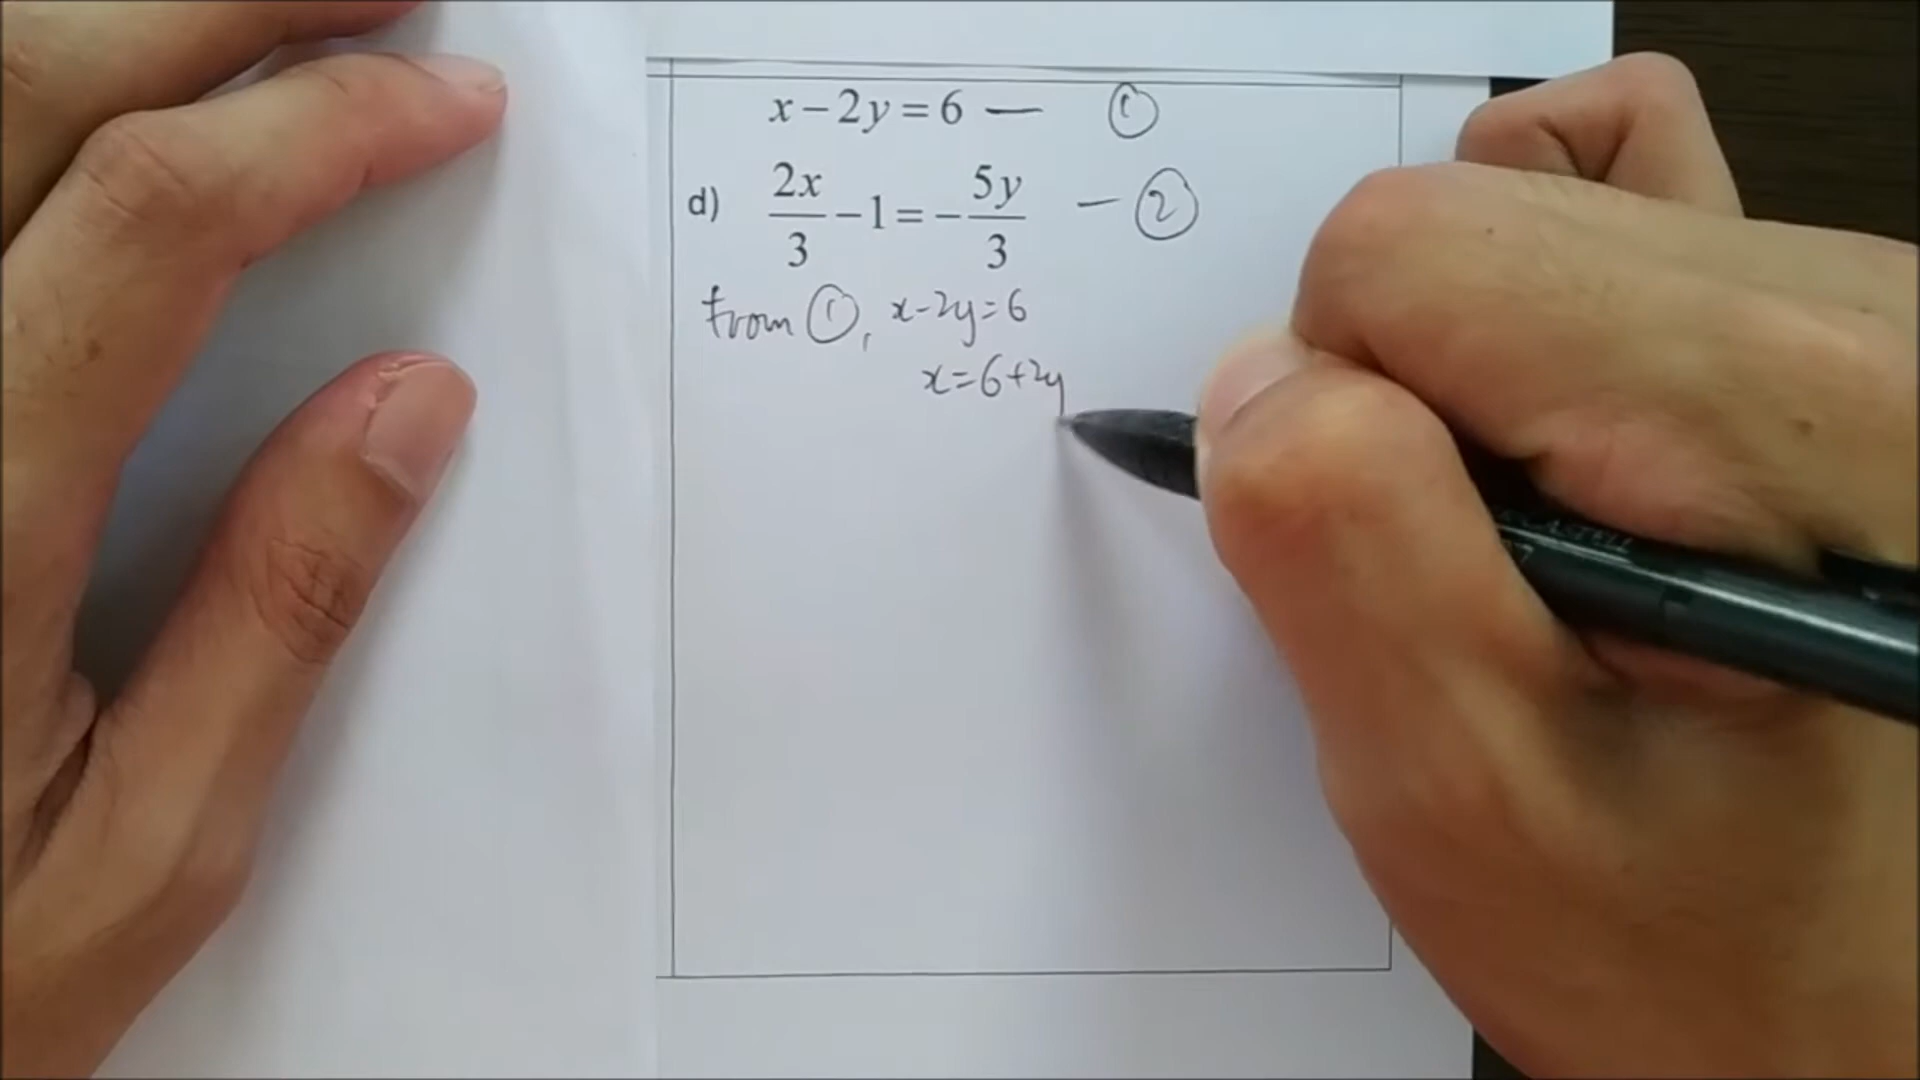 x − 2y = 6 — ①
d) 2x/3 − 1 = − 5y/3 — ②
From ①, x-2y=6
x=6+2y